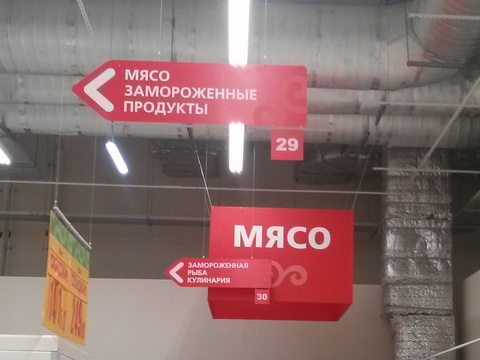 МЯСО
ЗАМОРОЖЕННЫЕ
ПРОДУКТЫ
29
МЯСО
ЗАМОРОЖЕННАЯ
РЫБА
КУЛИНАРИЯ
30